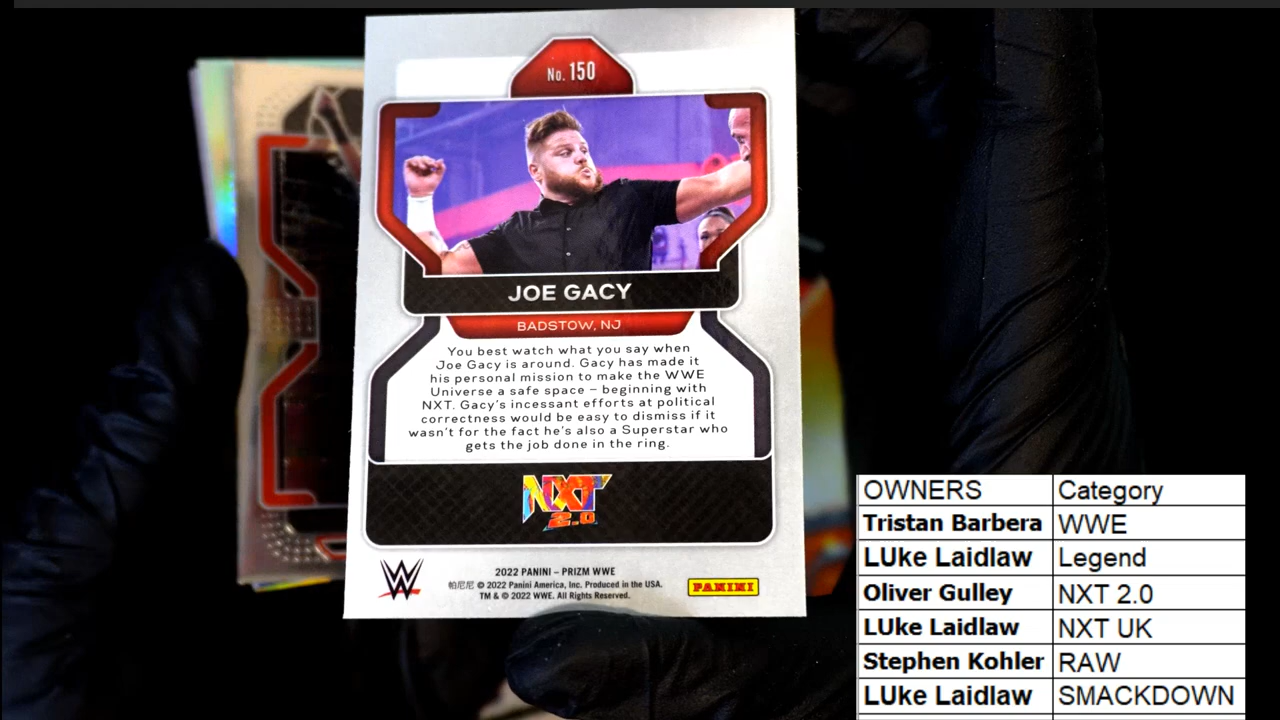 No. 150
JOE GACY
BADSTOW, NJ
You best watch what you say when
Joe Gacy is around. Gacy has made it
his personal mission to make the WWE
Universe a safe space – beginning with
NXT. Gacy's incessant efforts at political
correctness would be easy to dismiss if it
wasn't for the fact he's also a Superstar who
gets the job done in the ring.
NXT
2.0
W
2022 PANINI – PRIZM WWE
帕尼尼 © 2022 Panini America, Inc. Produced in the USA.
TM & © 2022 WWE. All Rights Reserved.
PANINI
OWNERS Category
Tristan Barbera WWE
LUke Laidlaw Legend
Oliver Gulley NXT 2.0
LUke Laidlaw NXT UK
Stephen Kohler RAW
LUke Laidlaw SMACKDOWN